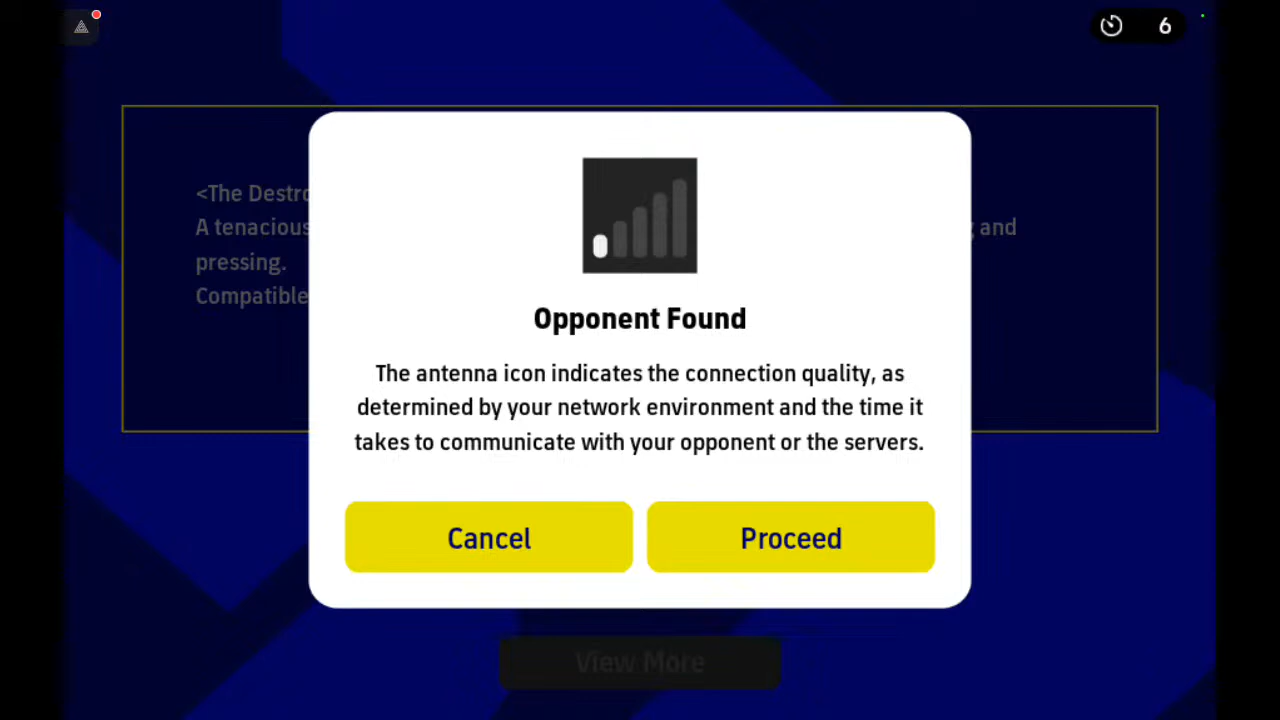 6
<The Destro
A tenacious
and
pressing.
Compatible
Opponent Found
The antenna icon indicates the connection quality, as
determined by your network environment and the time it
takes to communicate with your opponent or the servers.
Cancel
Proceed
View More